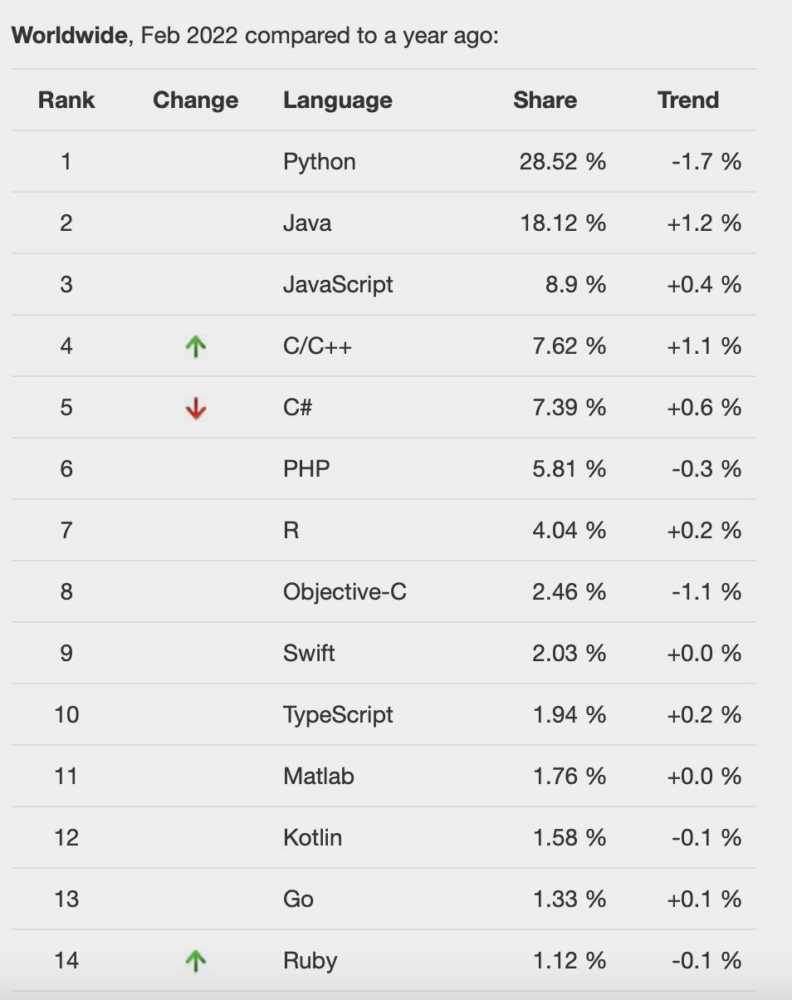 Worldwide, Feb 2022 compared to a year ago:
Rank Change Language Share Trend
1 Python 28.52 % -1.7 %
2 Java 18.12 % +1.2 %
3 JavaScript 8.9 % +0.4 %
4 C/C++ 7.62 % +1.1 %
5 C# 7.39 % +0.6 %
6 PHP 5.81 % -0.3 %
7 R 4.04 % +0.2 %
8 Objective-C 2.46 % -1.1 %
9 Swift 2.03 % +0.0 %
10 TypeScript 1.94 % +0.2 %
11 Matlab 1.76 % +0.0 %
12 Kotlin 1.58 % -0.1 %
13 Go 1.33 % +0.1 %
14 Ruby 1.12 % -0.1 %